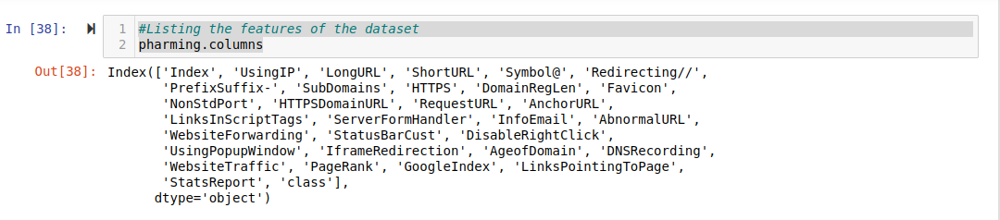 In [38]: 1 #Listing the features of the dataset
2 pharming.columns
Out[38]: Index(['Index', 'UsingIP', 'LongURL', 'ShortURL', 'Symbol@', 'Redirecting//',
'PrefixSuffix-', 'SubDomains', 'HTTPS', 'DomainRegLen', 'Favicon',
'NonStdPort', 'HTTPSDomainURL', 'RequestURL', 'AnchorURL',
'LinksInScriptTags', 'ServerFormHandler', 'InfoEmail', 'AbnormalURL',
'WebsiteForwarding', 'StatusBarCust', 'DisableRightClick',
'UsingPopupWindow', 'IframeRedirection', 'AgeofDomain', 'DNSRecording',
'WebsiteTraffic', 'PageRank', 'GoogleIndex', 'LinksPointingToPage',
'StatsReport', 'class'],
dtype='object')